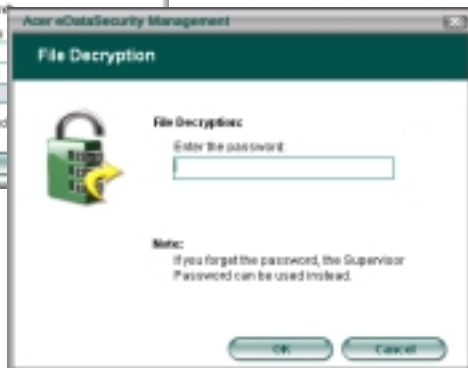 Acer eDataSecurity Management
File Decryption
File Decryption:
Enter the password:
Note:
If you forget the password, the Supervisor
Password can be used instead.
OK
Cancel